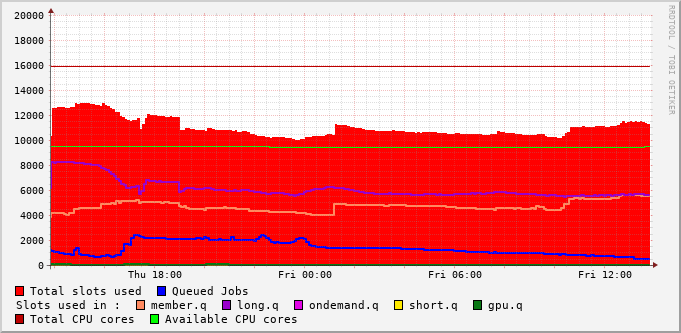 20000
18000
16000
14000
12000
10000
8000
6000
4000
2000
0
Thu 18:00 Fri 00:00 Fri 06:00 Fri 12:00
RRDTOOL / TOBI OETIKER
Total slots used Queued Jobs
Slots used in : member.q long.q ondemand.q short.q gpu.q
Total CPU cores Available CPU cores